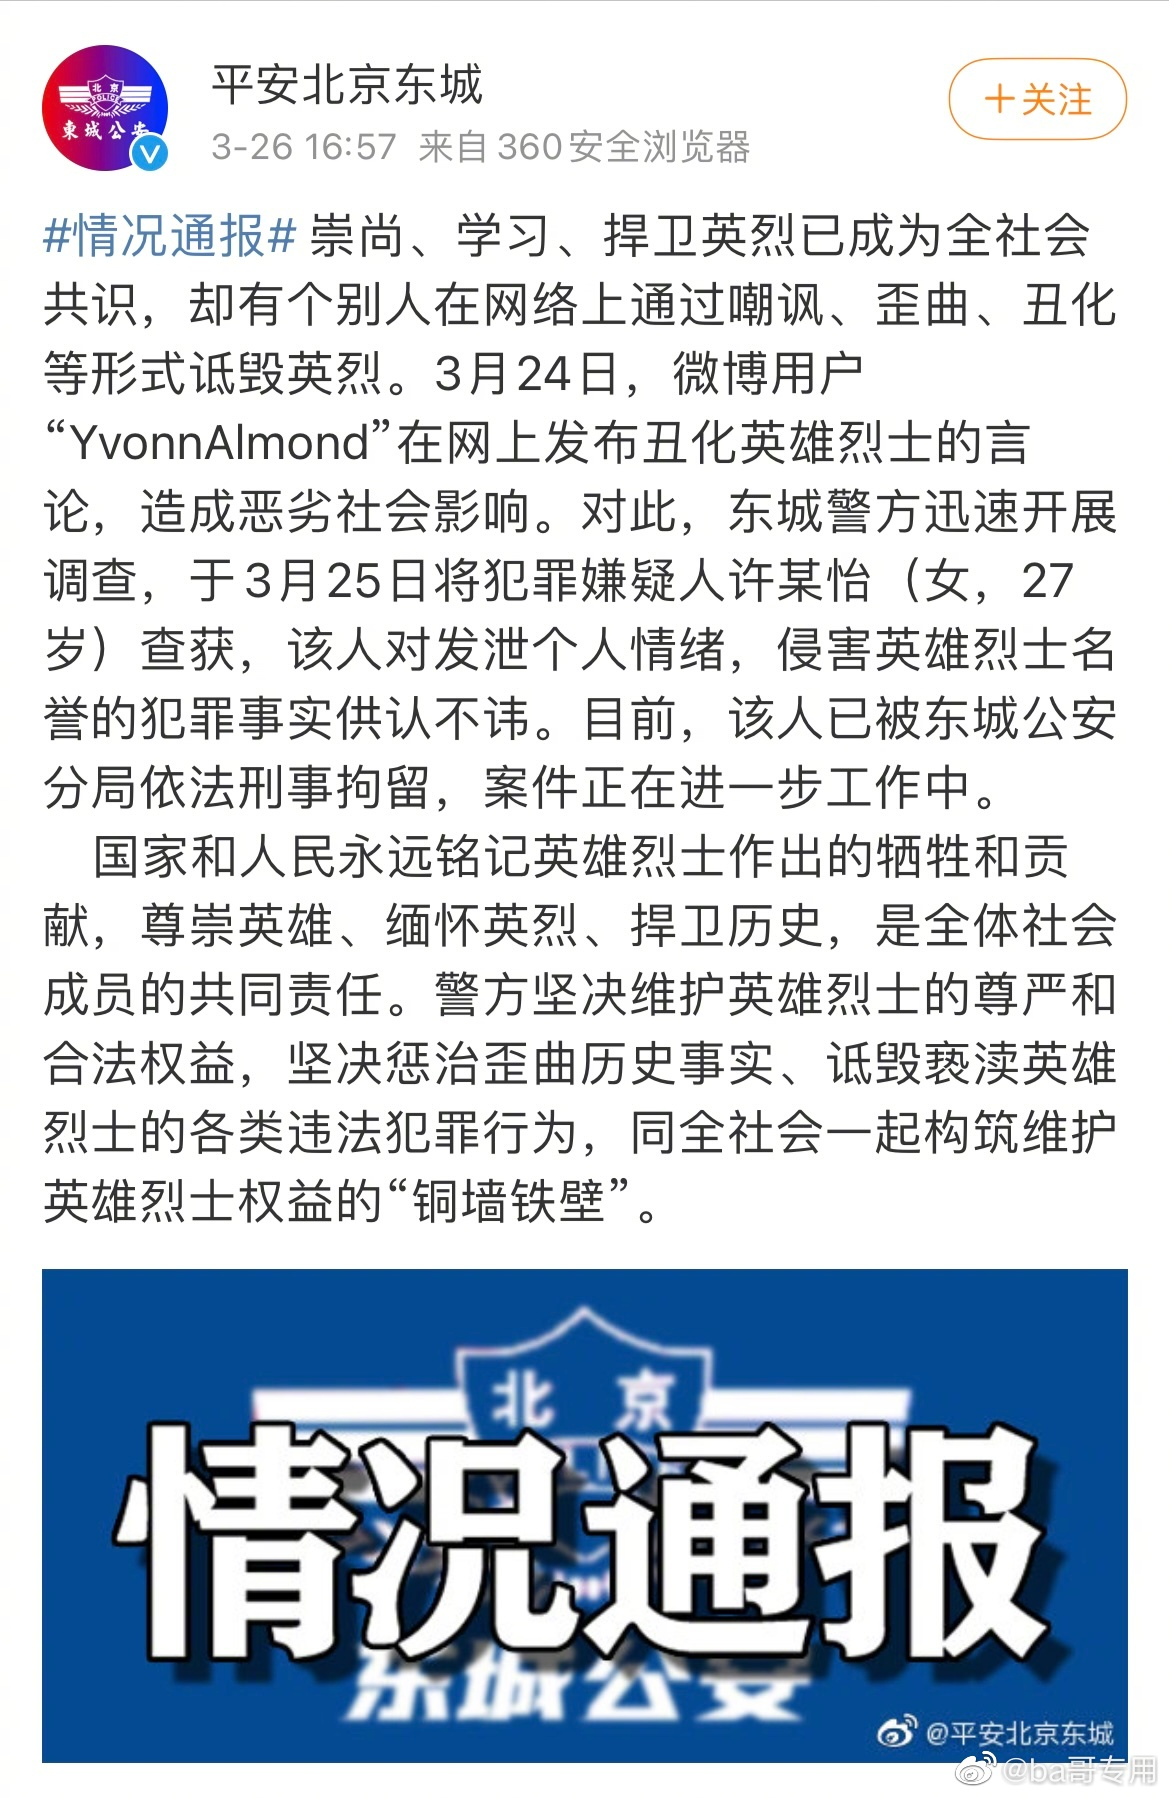 北京
POLICE
東城公安
平安北京东城
3-26 16:57 来自 360安全浏览器
+关注
#情况通报# 崇尚、学习、捍卫英烈已成为全社会
共识，却有个别人在网络上通过嘲讽、歪曲、丑化
等形式诋毁英烈。3月24日，微博用户
“YvonnAlmond”在网上发布丑化英雄烈士的言
论，造成恶劣社会影响。对此，东城警方迅速开展
调查，于3月25日将犯罪嫌疑人许某怡（女，27
岁）查获，该人对发泄个人情绪，侵害英雄烈士名
誉的犯罪事实供认不讳。目前，该人已被东城公安
分局依法刑事拘留，案件正在进一步工作中。
国家和人民永远铭记英雄烈士作出的牺牲和贡
献，尊崇英雄、缅怀英烈、捍卫历史，是全体社会
成员的共同责任。警方坚决维护英雄烈士的尊严和
合法权益，坚决惩治歪曲历史事实、诋毁亵渎英雄
烈士的各类违法犯罪行为，同全社会一起构筑维护
英雄烈士权益的“铜墙铁壁”。
北京
情况通报
东城公安
@平安北京东城
@ba哥专用